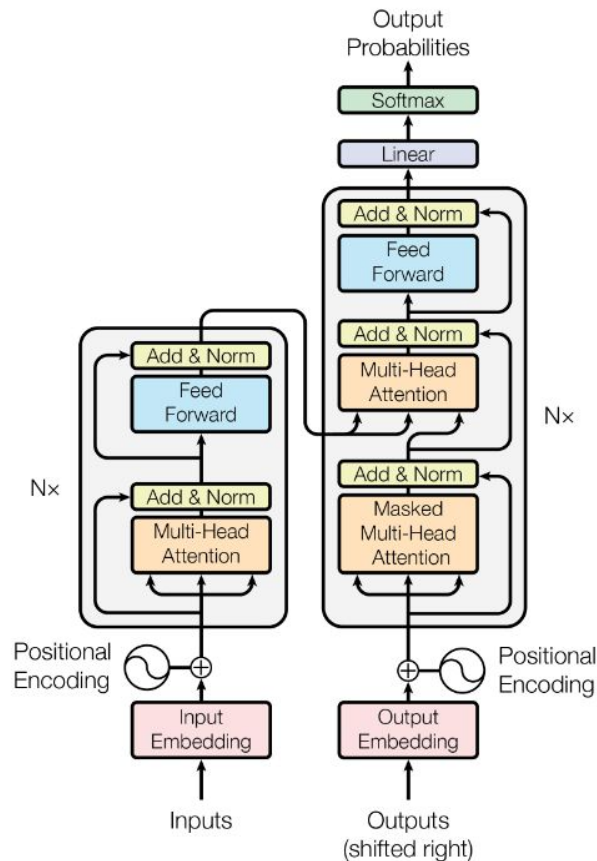 Output
Probabilities
Softmax
Linear
Add & Norm
Feed
Forward
Add & Norm
Multi-Head
Attention
Add & Norm
Masked
Multi-Head
Attention
N×
Add & Norm
Feed
Forward
Add & Norm
Multi-Head
Attention
N×
Positional
Encoding
Positional
Encoding
Input
Embedding
Output
Embedding
Inputs
Outputs
(shifted right)